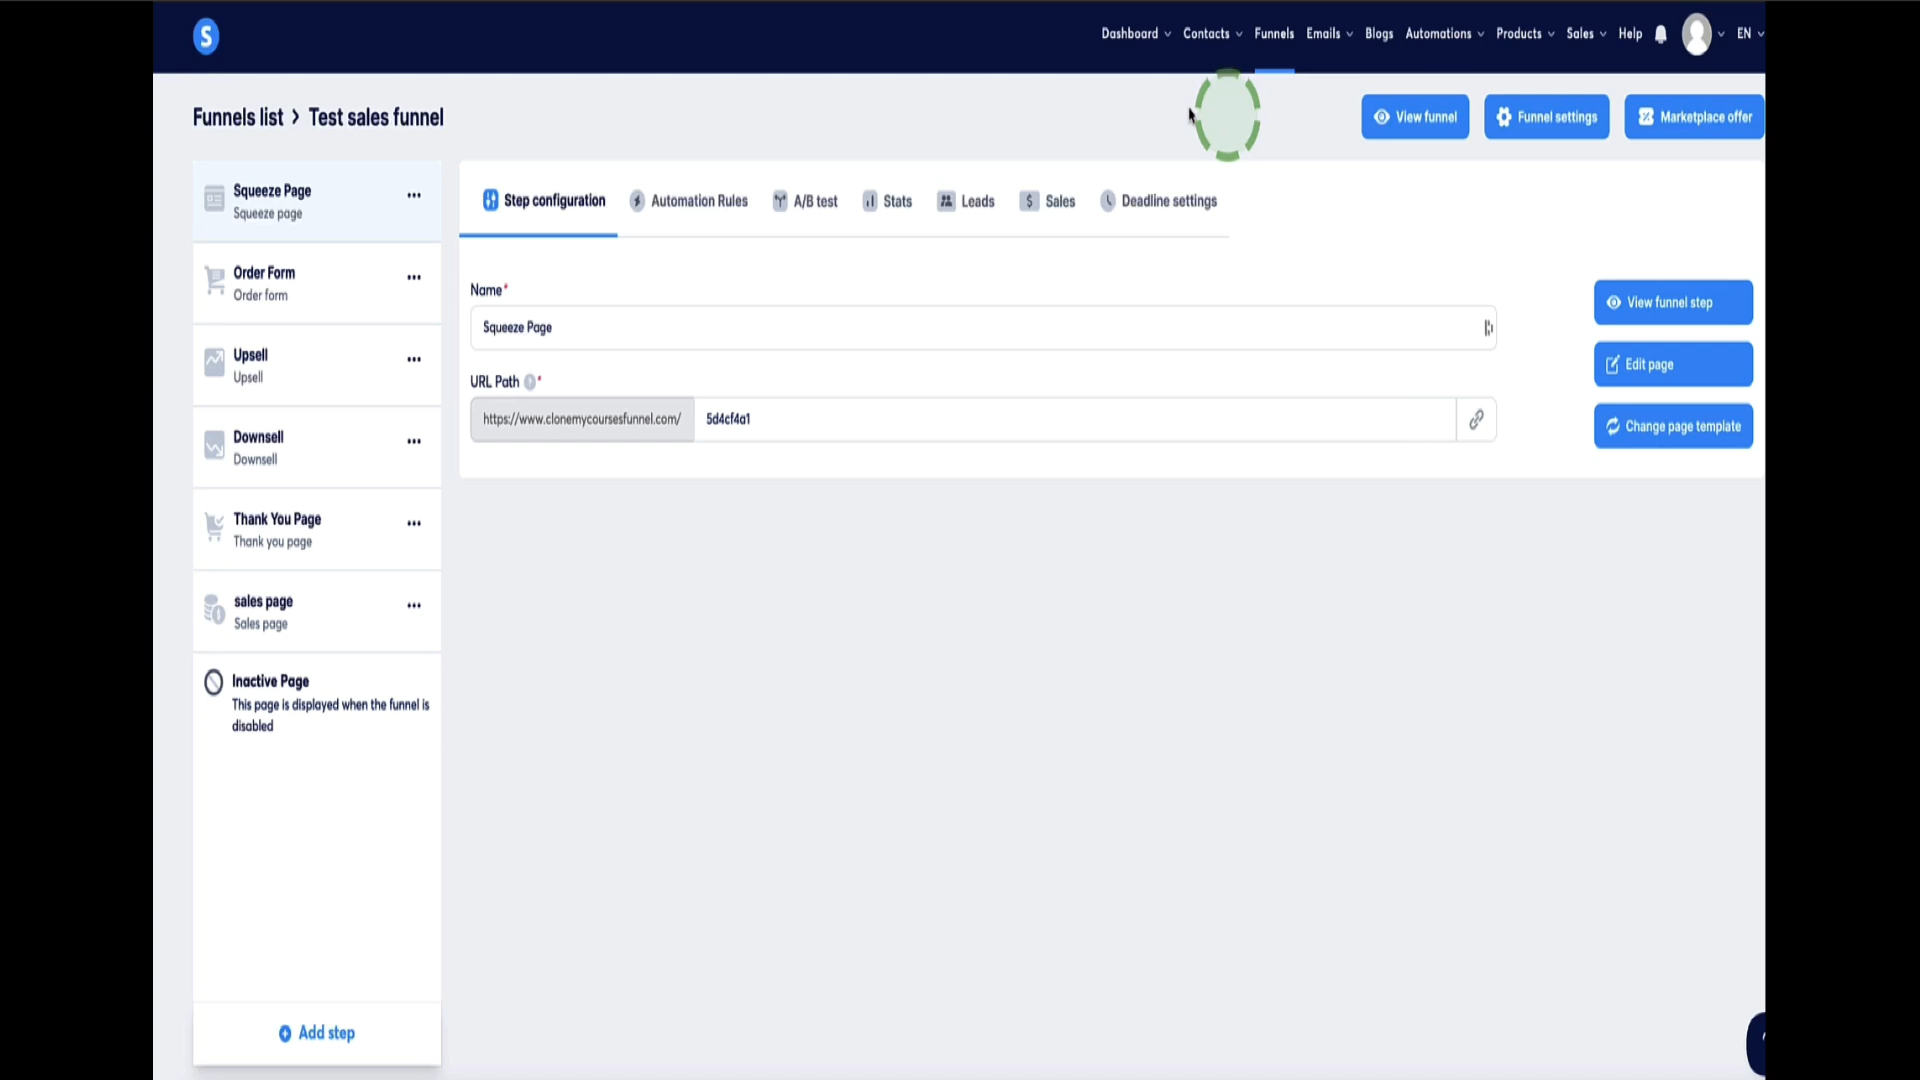 S
Dashboard Contacts Funnels Emails Blogs Automations Products Sales Help EN
Funnels list > Test sales funnel
View funnel Funnel settings Marketplace offer
Squeeze Page
Squeeze page
Order Form
Order form
Upsell
Upsell
Downsell
Downsell
Thank You Page
Thank you page
sales page
Sales page
Inactive Page
This page is displayed when the funnel is
disabled
Add step
Step configuration Automation Rules A/B test Stats Leads $ Sales Deadline settings
Name*
Squeeze Page
URL Path *
https://www.clonemycoursesfunnel.com/ 5d4cf4a1
View funnel step
Edit page
Change page template